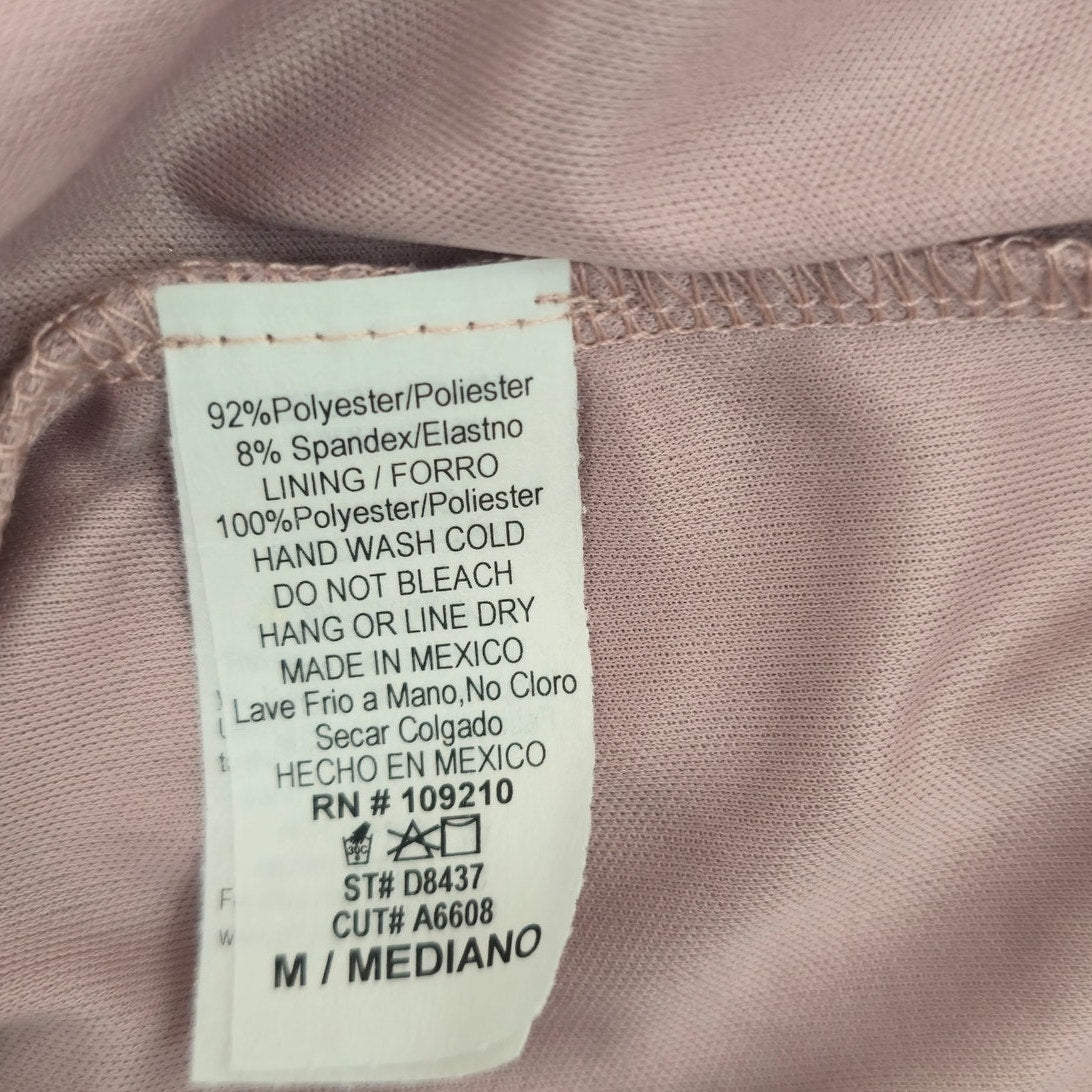 92%Polyester/Poliester
8% Spandex/Elastno
LINING / FORRO
100%Polyester/Poliester
HAND WASH COLD
DO NOT BLEACH
HANG OR LINE DRY
MADE IN MEXICO
Lave Frio a Mano,No Cloro
Secar Colgado
HECHO EN MEXICO
RN # 109210
30C
ST# D8437
CUT# A6608
M / MEDIANO